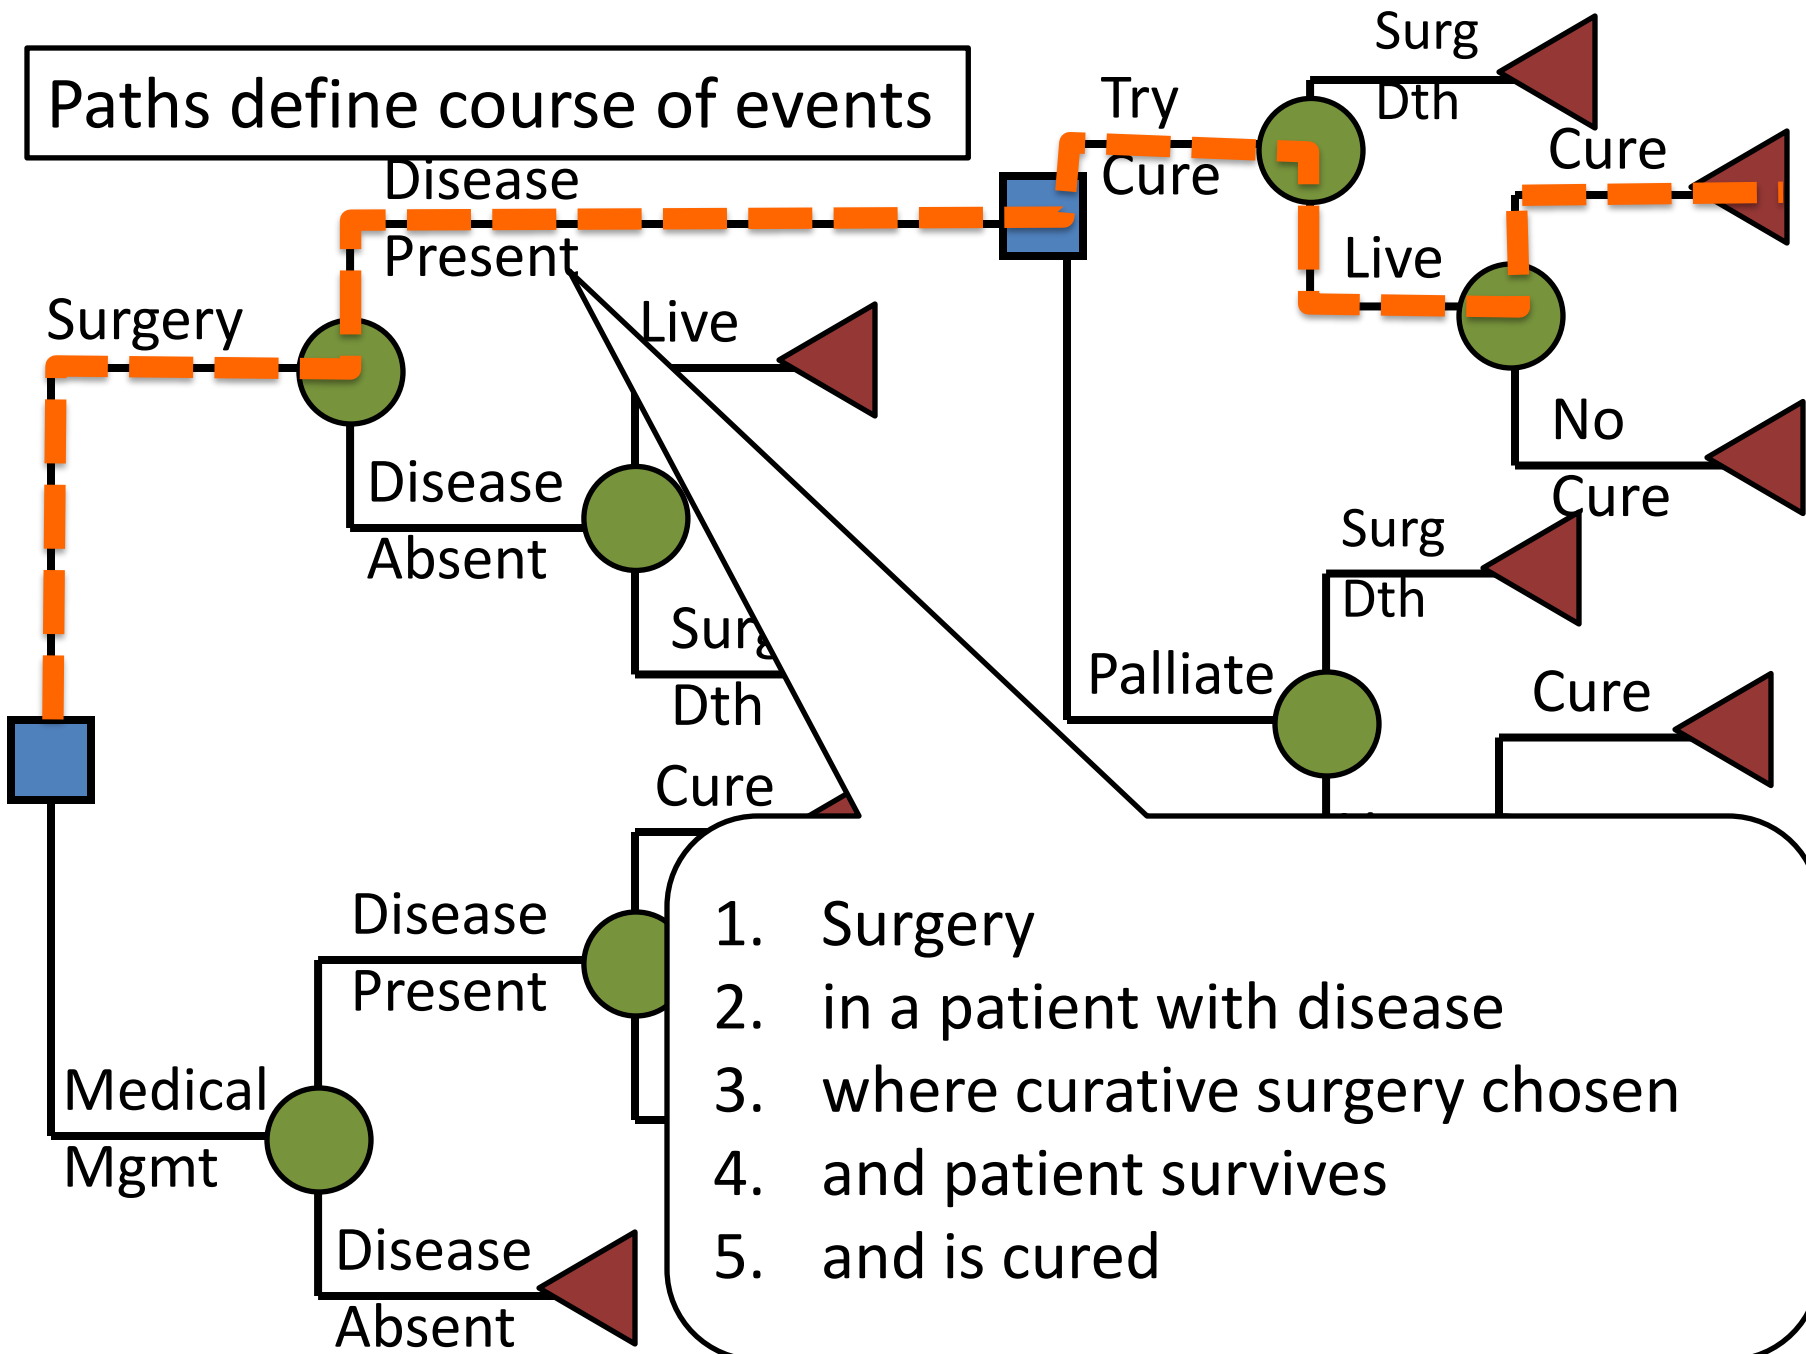 Paths define course of events
Surg
Dth
Try
Cure
Cure
Disease
Present
Live
Surgery
Live
No
Cure
Disease
Absent
Surg
Dth
Surg
Dth
Palliate
Cure
Cure
Disease
Present
Medical
Mgmt
Disease
Absent
1. Surgery
2. in a patient with disease
3. where curative surgery chosen
4. and patient survives
5. and is cured